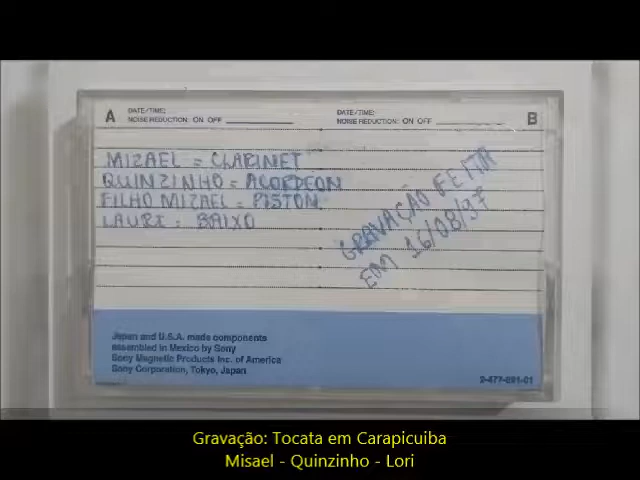 A DATE/TIME:
NOISE REDUCTION: ON OFF
DATE/TIME: B
NOISE REDUCTION: ON OFF
MIZAEL = CLARINET
QUINZINHO = ACORDEON
FILHO MIZAEL = PISTON
LAURI = BAIXO
GRAVAÇÃO FEITA
EM 16/08/97
Japan and U.S.A. made components
assembled in Mexico by Sony
Sony Magnetic Products Inc. of America
Sony Corporation, Tokyo, Japan
2-477-691-01
Gravação: Tocata em Carapicuiba
Misael - Quinzinho - Lori